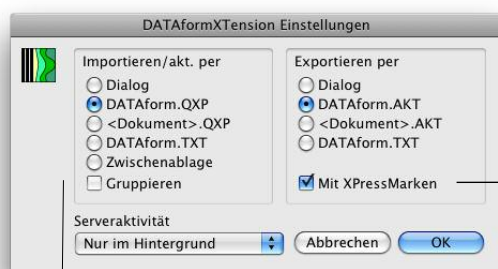 DATAformXTension Einstellungen
Importieren/akt. per
Dialog
DATAform.QXP
<Dokument>.QXP
DATAform.TXT
Zwischenablage
Gruppieren
Exportieren per
Dialog
DATAform.AKT
<Dokument>.AKT
DATAform.TXT
Mit XPressMarken
Serveraktivität
Nur im Hintergrund
Abbrechen
OK